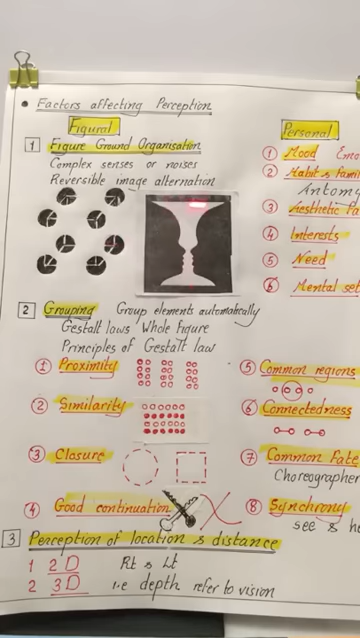 • Factors affecting Perception
Figural
1 Figure Ground Organisation
Complex senses or noises
Reversible image alternation
2 Grouping Group elements automatically
Gestalt laws Whole Figure
Principles of Gestalt law
1 Proximity
2 Similarity
3 Closure
4 Good continuation
5 Common regions
6 Connectedness
7 Common Fate
Choreographer
8 Synchrony
see & he
3 Perception of location & distance
1 2D Rt & Lt
2 3D i.e depth refer to vision
Personal
1 Mood Emo
2 Habit & Fami
Antomy
3 Aesthetic P
4 Interests
5 Need
6 Mental set